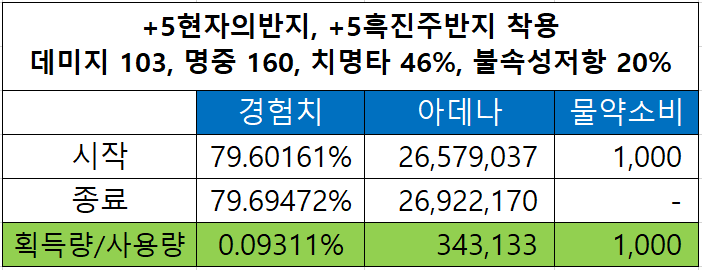 +5현자의반지, +5흑진주반지 착용
데미지 103, 명중 160, 치명타 46%, 불속성저항 20%
경험치 아데나 물약소비
시작 79.60161% 26,579,037 1,000
종료 79.69472% 26,922,170 -
획득량/사용량 0.09311% 343,133 1,000